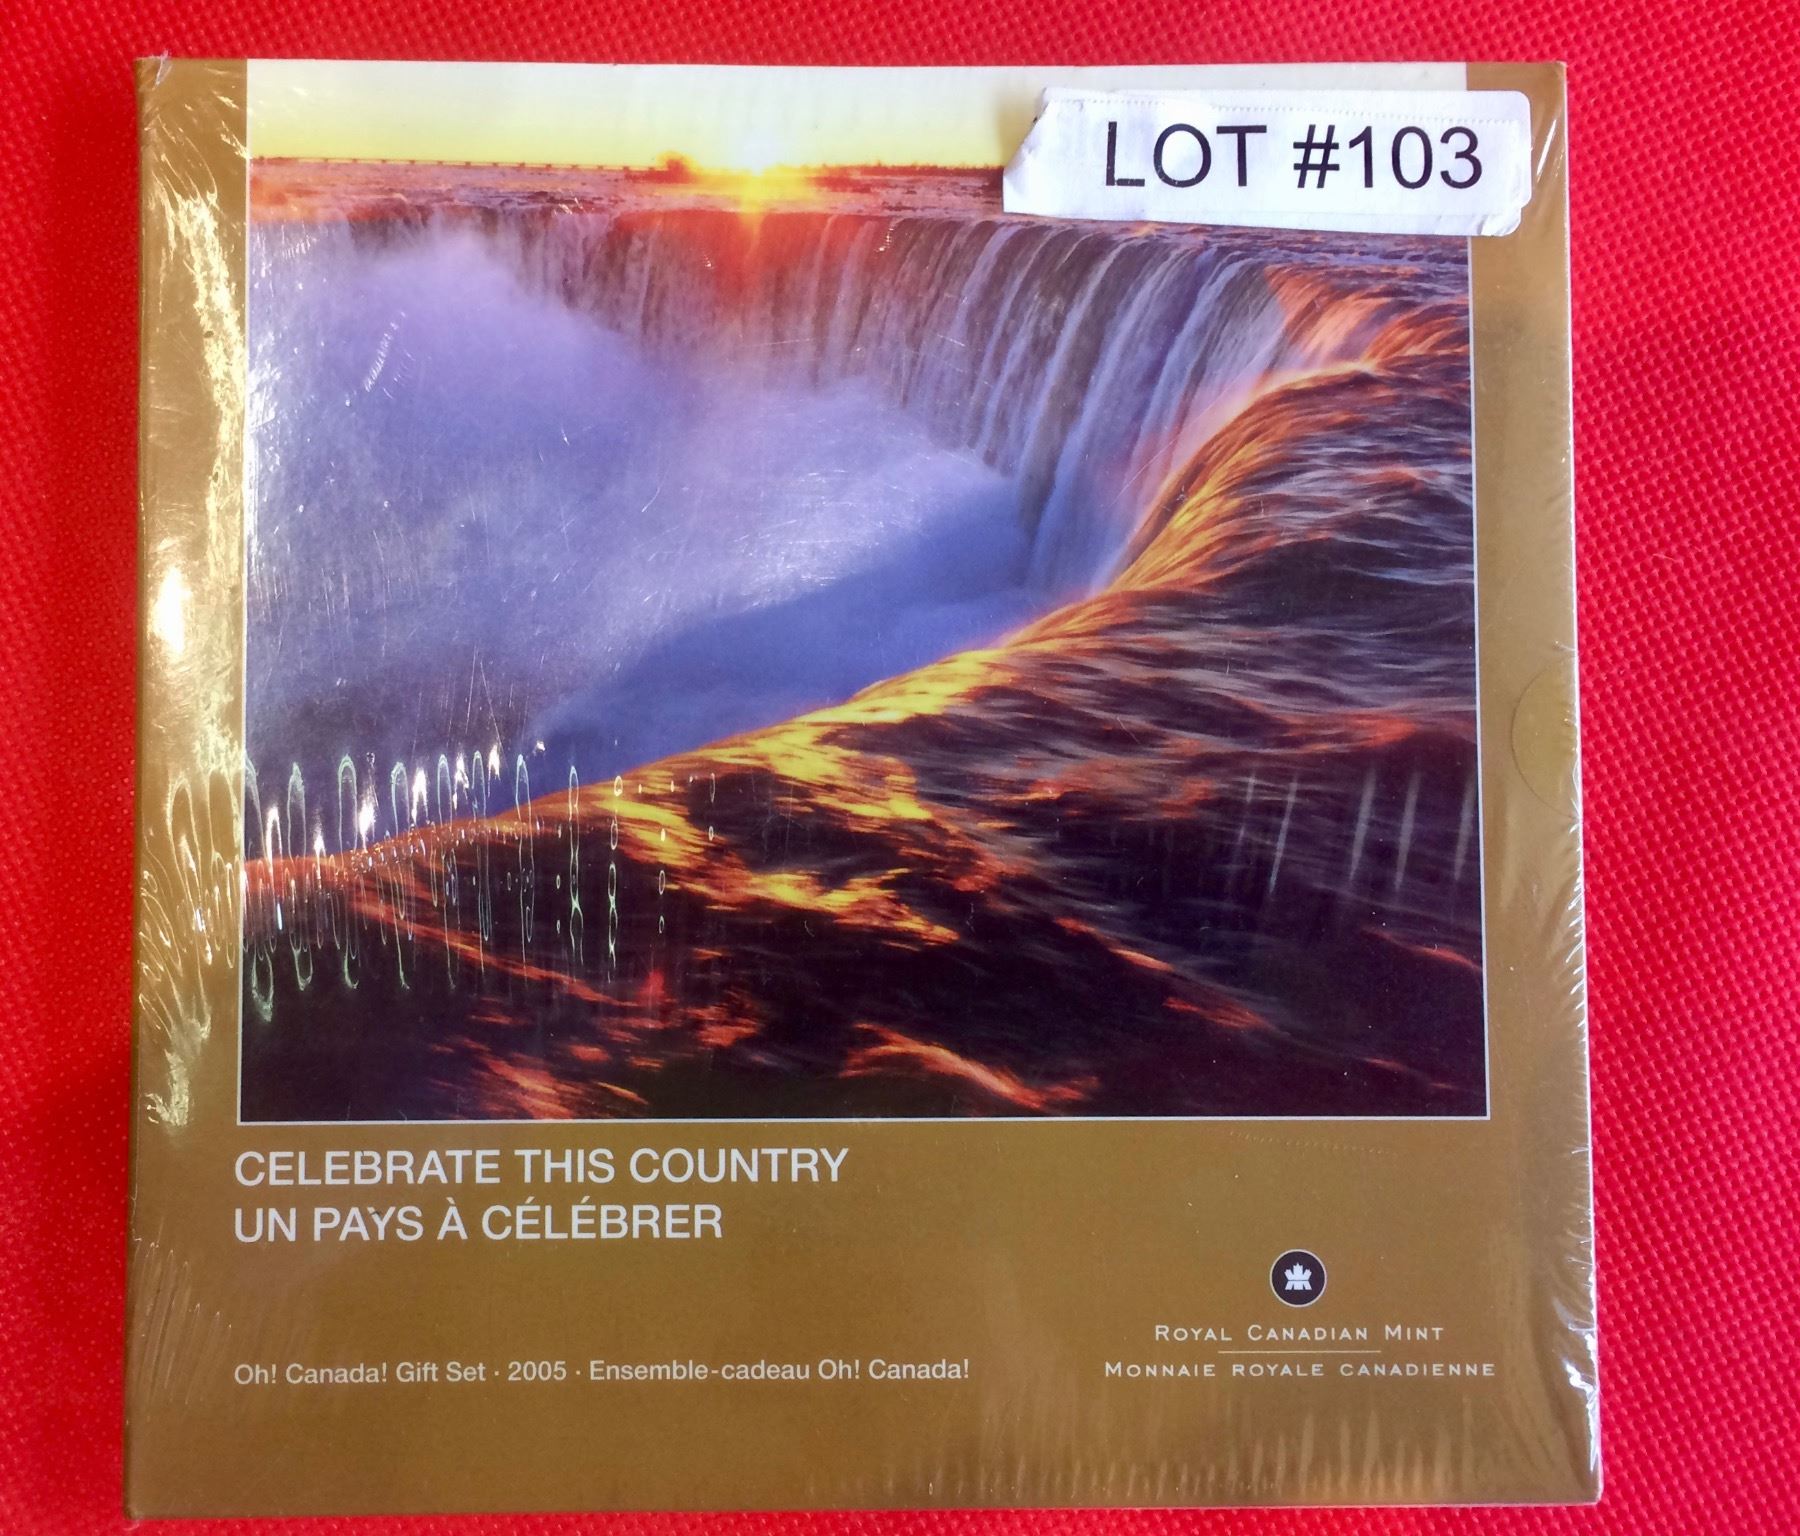 LOT #103
CELEBRATE THIS COUNTRY
UN PAYS À CÉLÉBRER
Oh! Canada! Gift Set · 2005 · Ensemble-cadeau Oh! Canada!
ROYAL CANADIAN MINT
MONNAIE ROYALE CANADIENNE